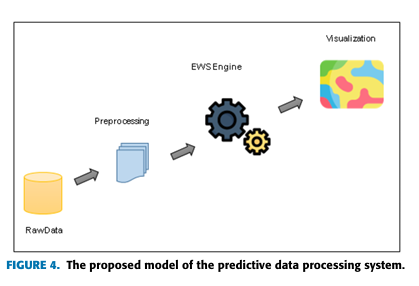 Visualization
EWS Engine
Preprocessing
RawData
FIGURE 4. The proposed model of the predictive data processing system.